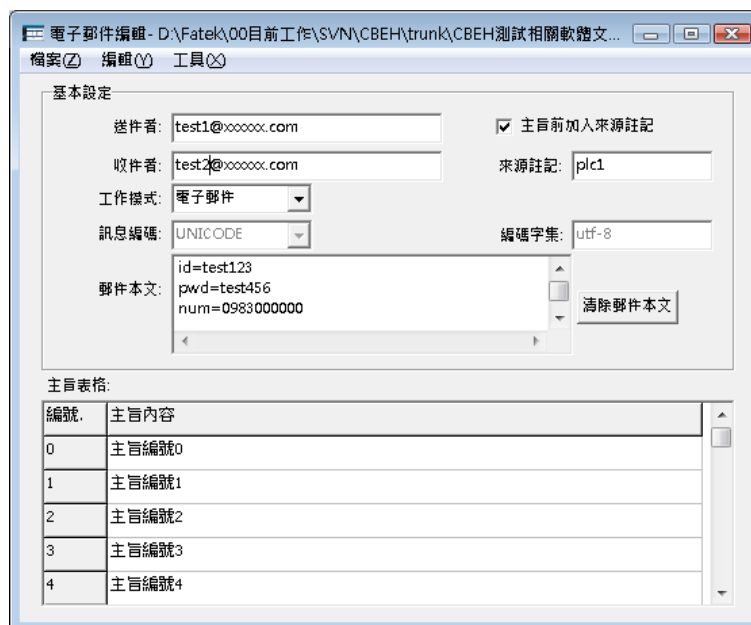 電子郵件編輯- D:\Fatek\00目前工作\SVN\CBEH\trunk\CBEH測試相關軟體文...
檔案(Z) 編輯(Y) 工具(X)
基本設定
送件者: test1@xxxxxx.com 主旨前加入來源註記
收件者: test2@xxxxxx.com 來源註記: plc1
工作模式: 電子郵件
訊息編碼: UNICODE 編碼字集: utf-8
郵件本文: id=test123
pwd=test456
num=0983000000
清除郵件本文
主旨表格:
編號. 主旨內容
0 主旨編號0
1 主旨編號1
2 主旨編號2
3 主旨編號3
4 主旨編號4